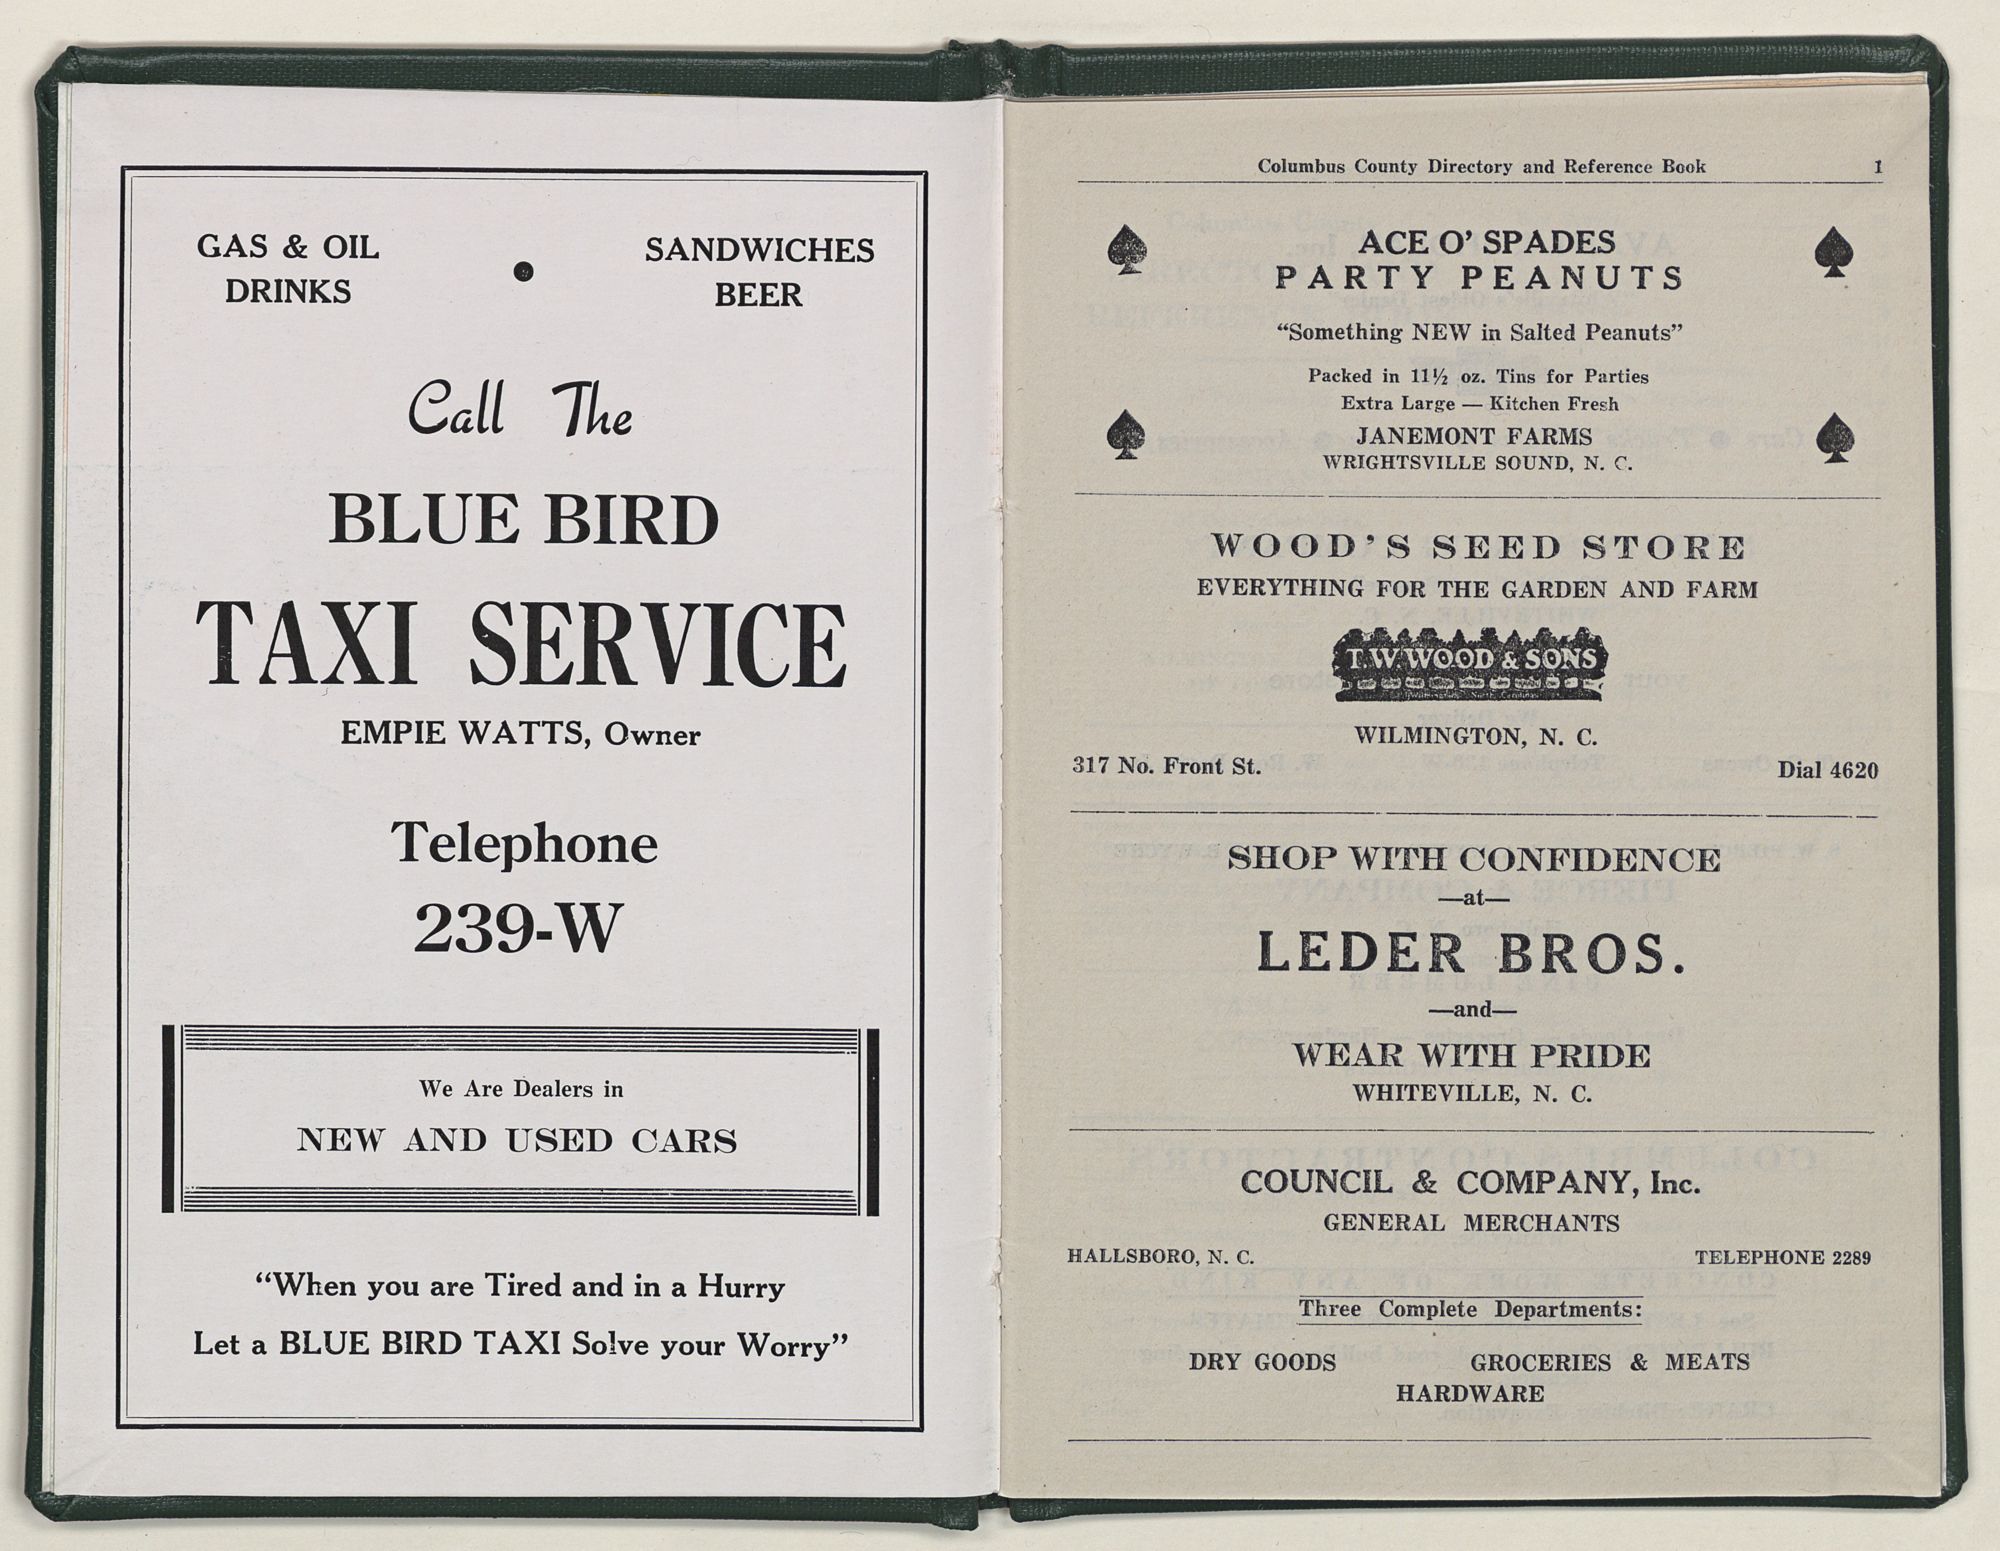 GAS & OIL
DRINKS
SANDWICHES
BEER
Call The
BLUE BIRD
TAXI SERVICE
EMPIE WATTS, Owner
Telephone
239-W
We Are Dealers in
NEW AND USED CARS
“When you are Tired and in a Hurry
Let a BLUE BIRD TAXI Solve your Worry”
Columbus County Directory and Reference Book 1
ACE O’ SPADES
PARTY PEANUTS
“Something NEW in Salted Peanuts”
Packed in 11½ oz. Tins for Parties
Extra Large — Kitchen Fresh
JANEMONT FARMS
WRIGHTSVILLE SOUND, N. C.
WOOD’S SEED STORE
EVERYTHING FOR THE GARDEN AND FARM
T.W. WOOD & SONS
WILMINGTON, N. C.
317 No. Front St. Dial 4620
SHOP WITH CONFIDENCE
—at—
LEDER BROS.
—and—
WEAR WITH PRIDE
WHITEVILLE, N. C.
COUNCIL & COMPANY, Inc.
GENERAL MERCHANTS
HALLSBORO, N. C. TELEPHONE 2289
Three Complete Departments:
DRY GOODS GROCERIES & MEATS
HARDWARE